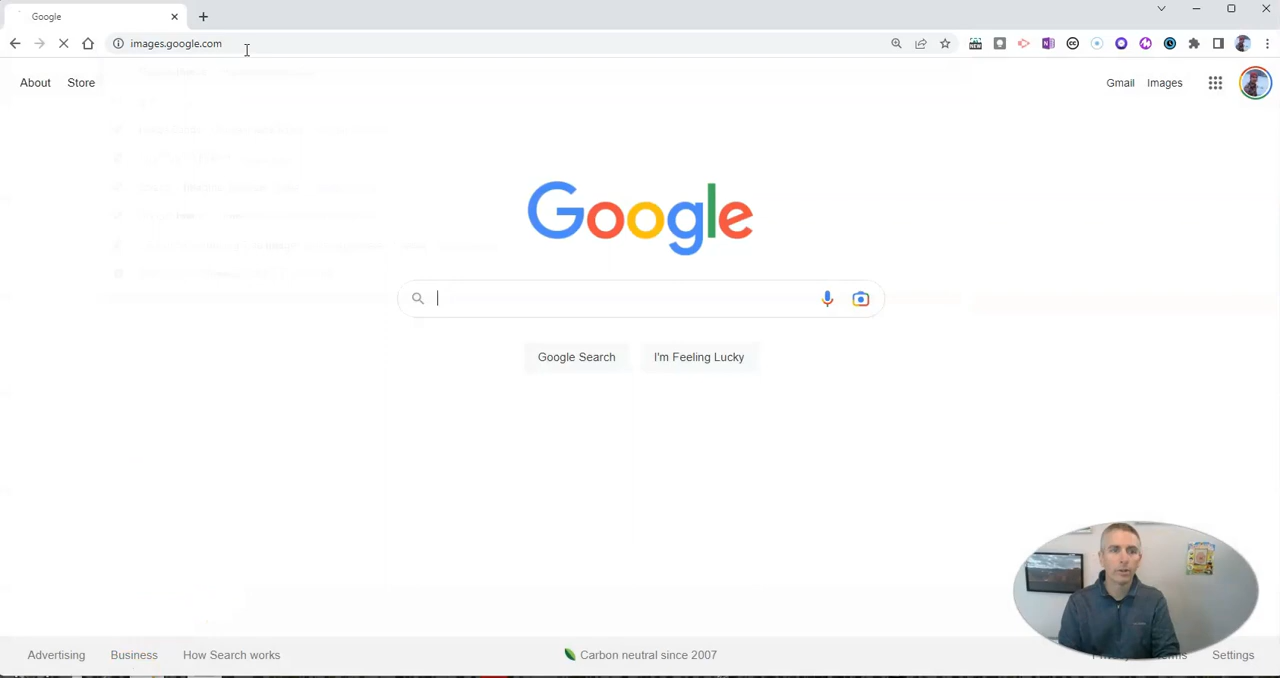 Google
images.google.com
About
Store
Gmail
Images
Google
Google Search
I'm Feeling Lucky
Advertising
Business
How Search works
Carbon neutral since 2007
Settings